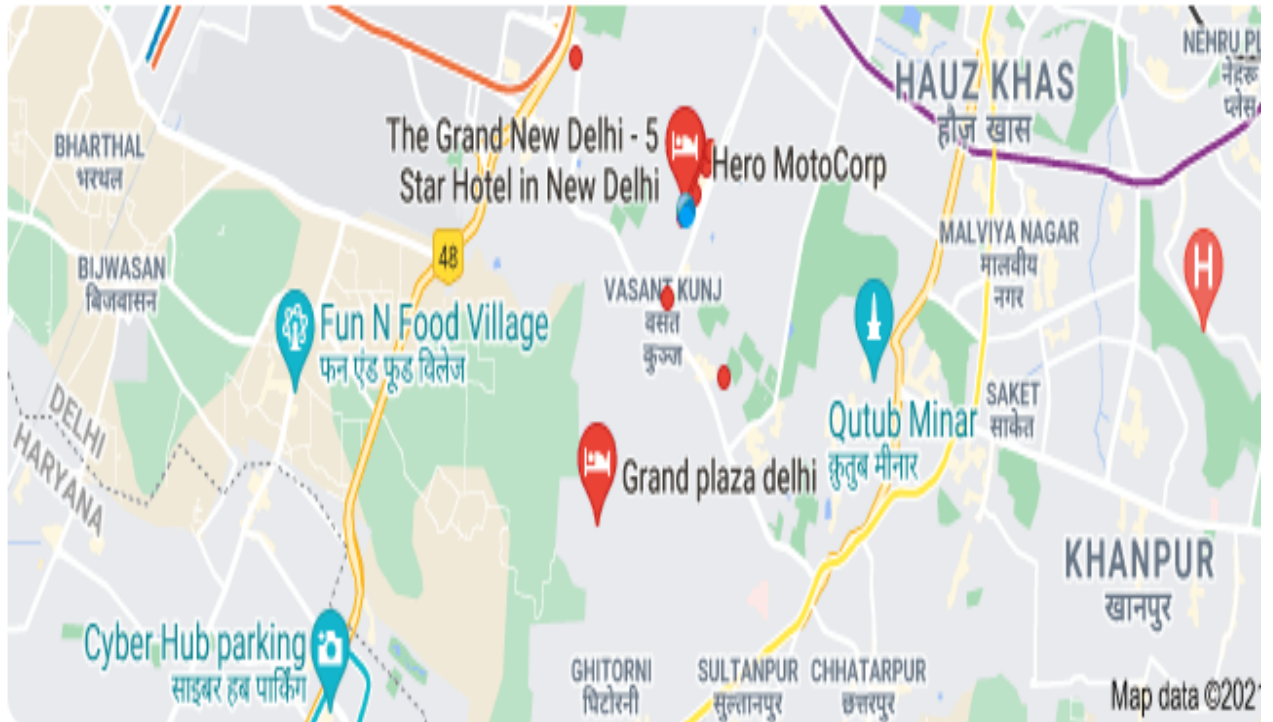 NEHRU PL
नेहरू
प्लेस
HAUZ KHAS
हौज़ खास
BHARTHAL
भरथल
The Grand New Delhi - 5
Star Hotel in New Delhi
Hero MotoCorp
48
MALVIYA NAGAR
मालवीय
नगर
H
BIJWASAN
बिजवासन
VASANT KUNJ
वसंत
कुञ्ज
Fun N Food Village
फन एंड फूड विलेज
SAKET
साकेत
DELHI
HARYANA
Qutub Minar
क़ुतुब मीनार
Grand plaza delhi
KHANPUR
खानपुर
Cyber Hub parking
साइबर हब पार्किंग
GHITORNI
घिटोरनी
SULTANPUR
सुल्तानपुर
CHHATARPUR
छत्तरपुर
Map data ©2021